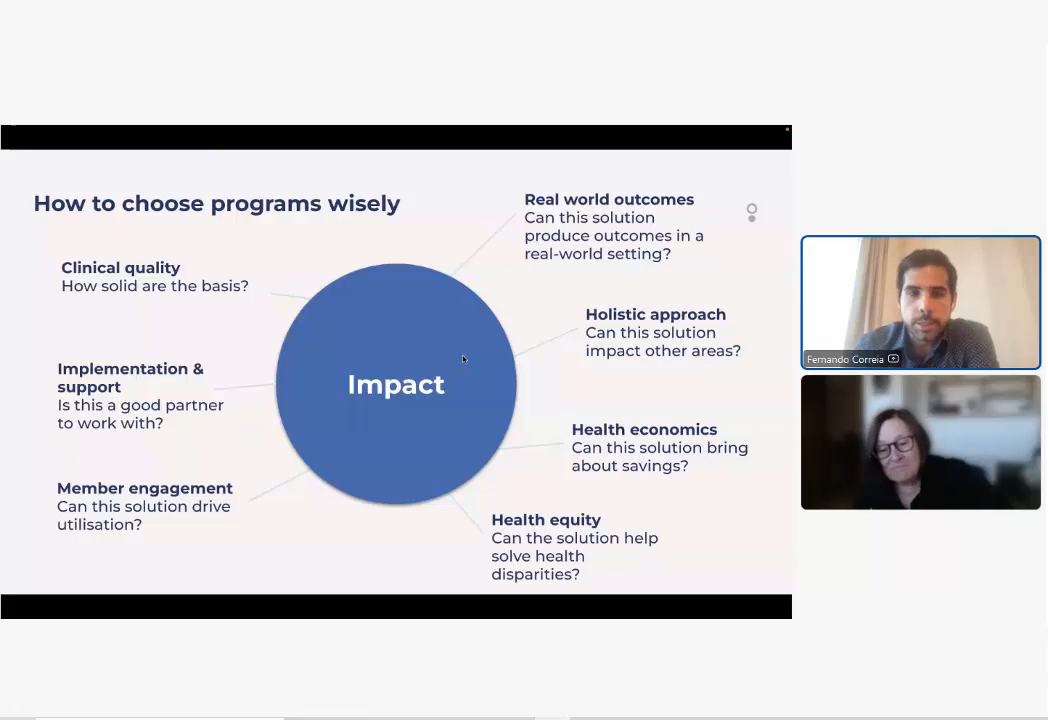 How to choose programs wisely
Clinical quality
How solid are the basis?
Implementation &
support
Is this a good partner
to work with?
Member engagement
Can this solution drive
utilisation?
Impact
Real world outcomes
Can this solution
produce outcomes in a
real-world setting?
Holistic approach
Can this solution
impact other areas?
Health economics
Can this solution bring
about savings?
Health equity
Can the solution help
solve health
disparities?
Fernando Correia